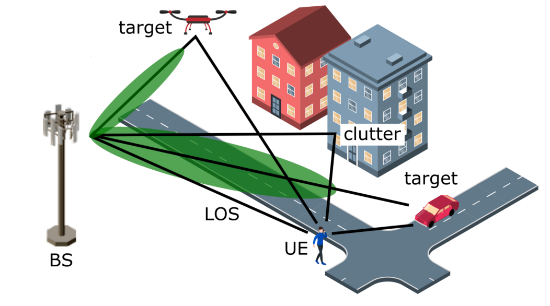 target
clutter
target
LOS
UE
BS